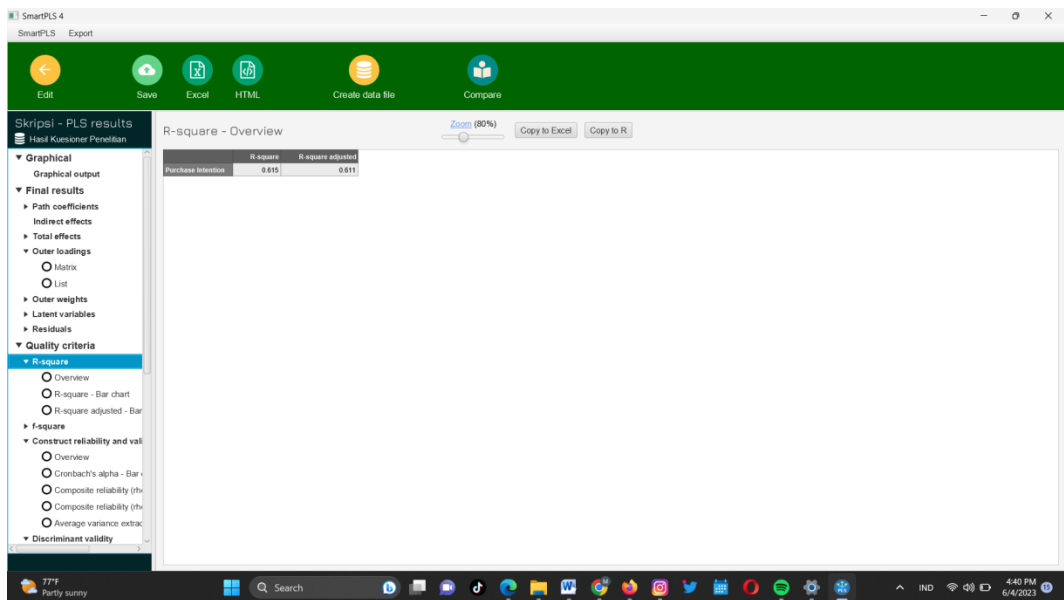 SmartPLS 4
SmartPLS Export
Edit Save Excel HTML Create data file Compare
Skripsi - PLS results
Hasil Kuesioner Penelitian
R-square - Overview
Zoom (80%)
Copy to Excel Copy to R
Graphical
Graphical output
Final results
Path coefficients
Indirect effects
Total effects
Outer loadings
Matrix
List
Outer weights
Latent variables
Residuals
Quality criteria
R-square
Overview
R-square - Bar chart
R-square adjusted - Bar
f-square
Construct reliability and vali
Overview
Cronbach's alpha - Bar
Composite reliability (rh
Composite reliability (rh
Average variance extrac
Discriminant validity
R-square R-square adjusted
Purchase Intention 0.615 0.611
77°F
Partly sunny
Search
IND
4:40 PM
6/4/2023
15